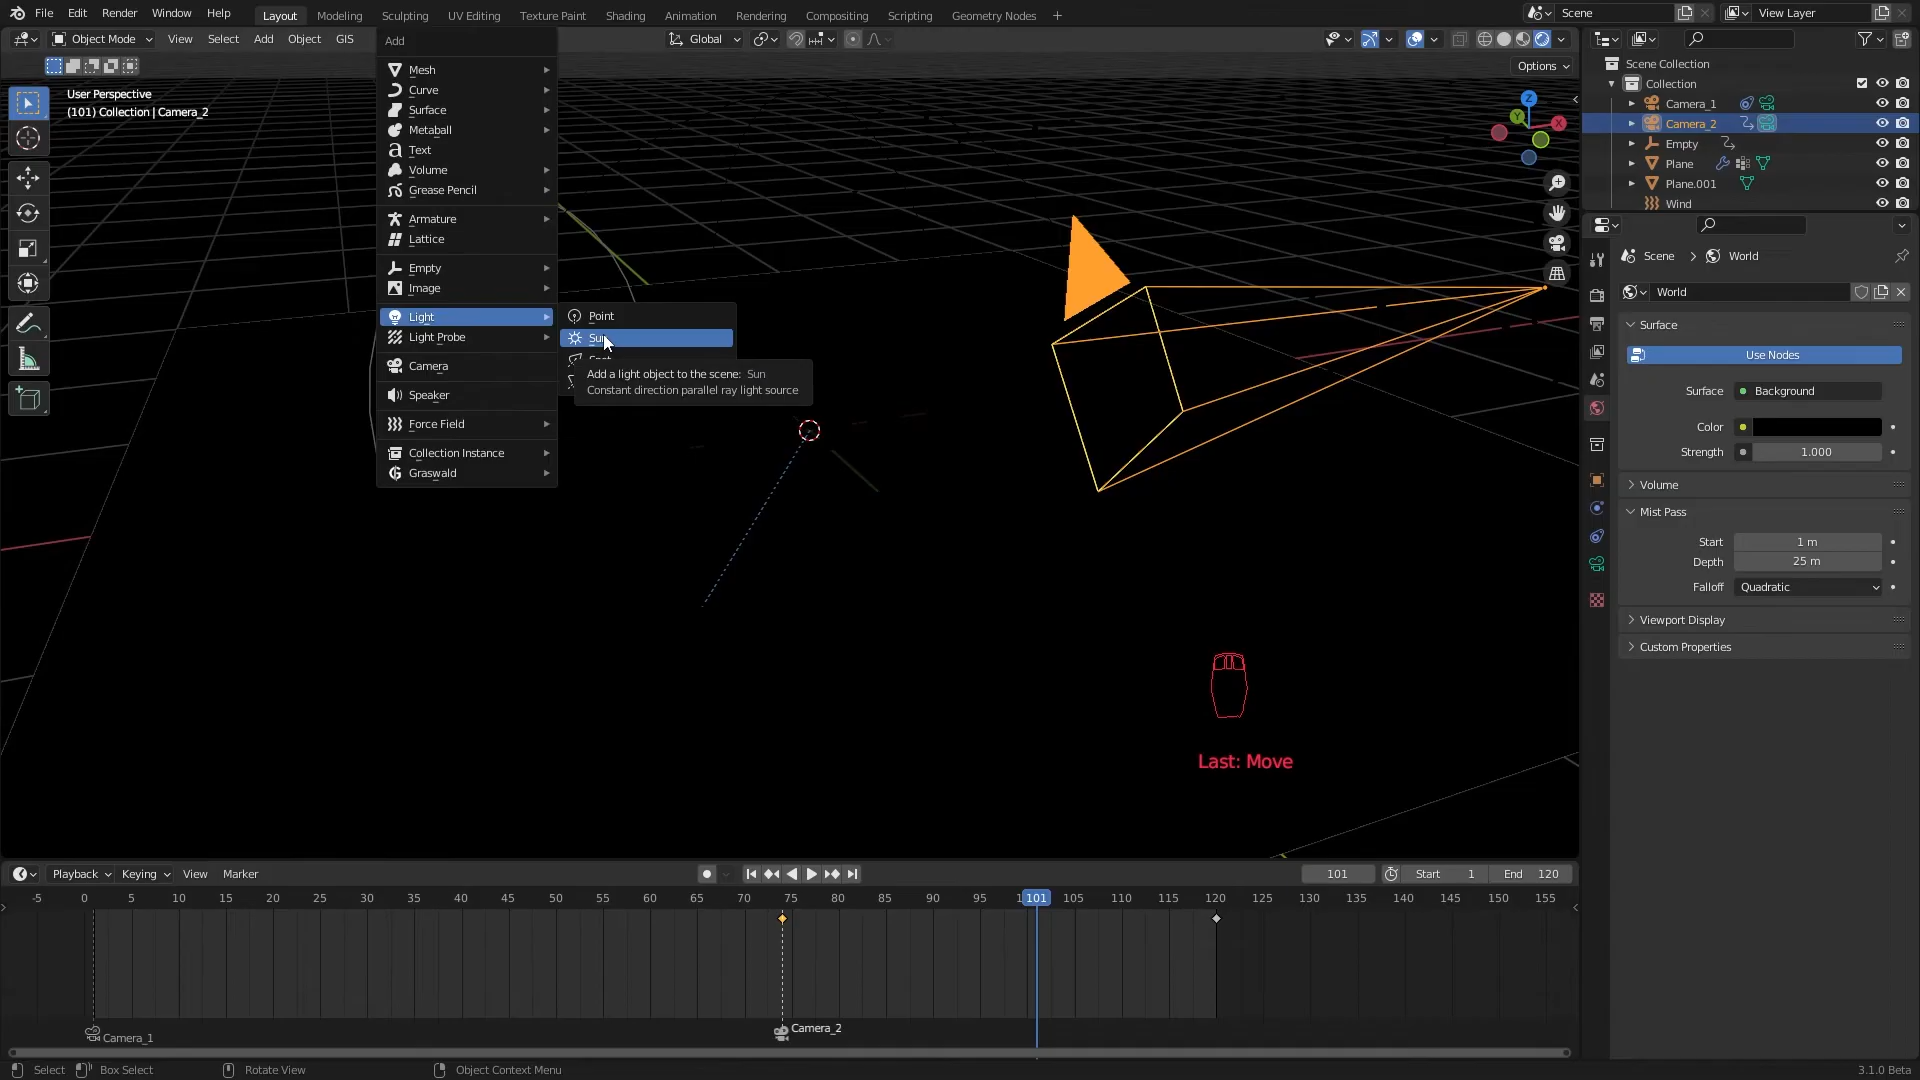 File Edit Render Window Help Layout Modeling Sculpting UV Editing Texture Paint Shading Animation Rendering Compositing Scripting Geometry Nodes + Scene View Layer
Object Mode View Select Add Object GIS Global
Options
User Perspective
(101) Collection | Camera_2
Add
Mesh
Curve
Surface
Metaball
Text
Volume
Grease Pencil
Armature
Lattice
Empty
Image
Light
Light Probe
Camera
Speaker
Force Field
Collection Instance
Graswald
Point
Add a light object to the scene: Sun
Constant direction parallel ray light source
Z
Y
X
Last: Move
Scene Collection
Collection
Camera_1
Camera_2
Empty
Plane
Plane.001
Wind
Scene World
World
Surface
Use Nodes
Surface Background
Color
Strength 1.000
Volume
Mist Pass
Start 1 m
Depth 25 m
Falloff Quadratic
Viewport Display
Custom Properties
Playback Keying View Marker 101 Start 1 End 120
-5 0 5 10 15 20 25 30 35 40 45 50 55 60 65 70 75 80 85 90 95 101 105 110 115 120 125 130 135 140 145 150 155
Camera_1
Camera_2
Select Box Select Rotate View Object Context Menu 3.1.0 Beta